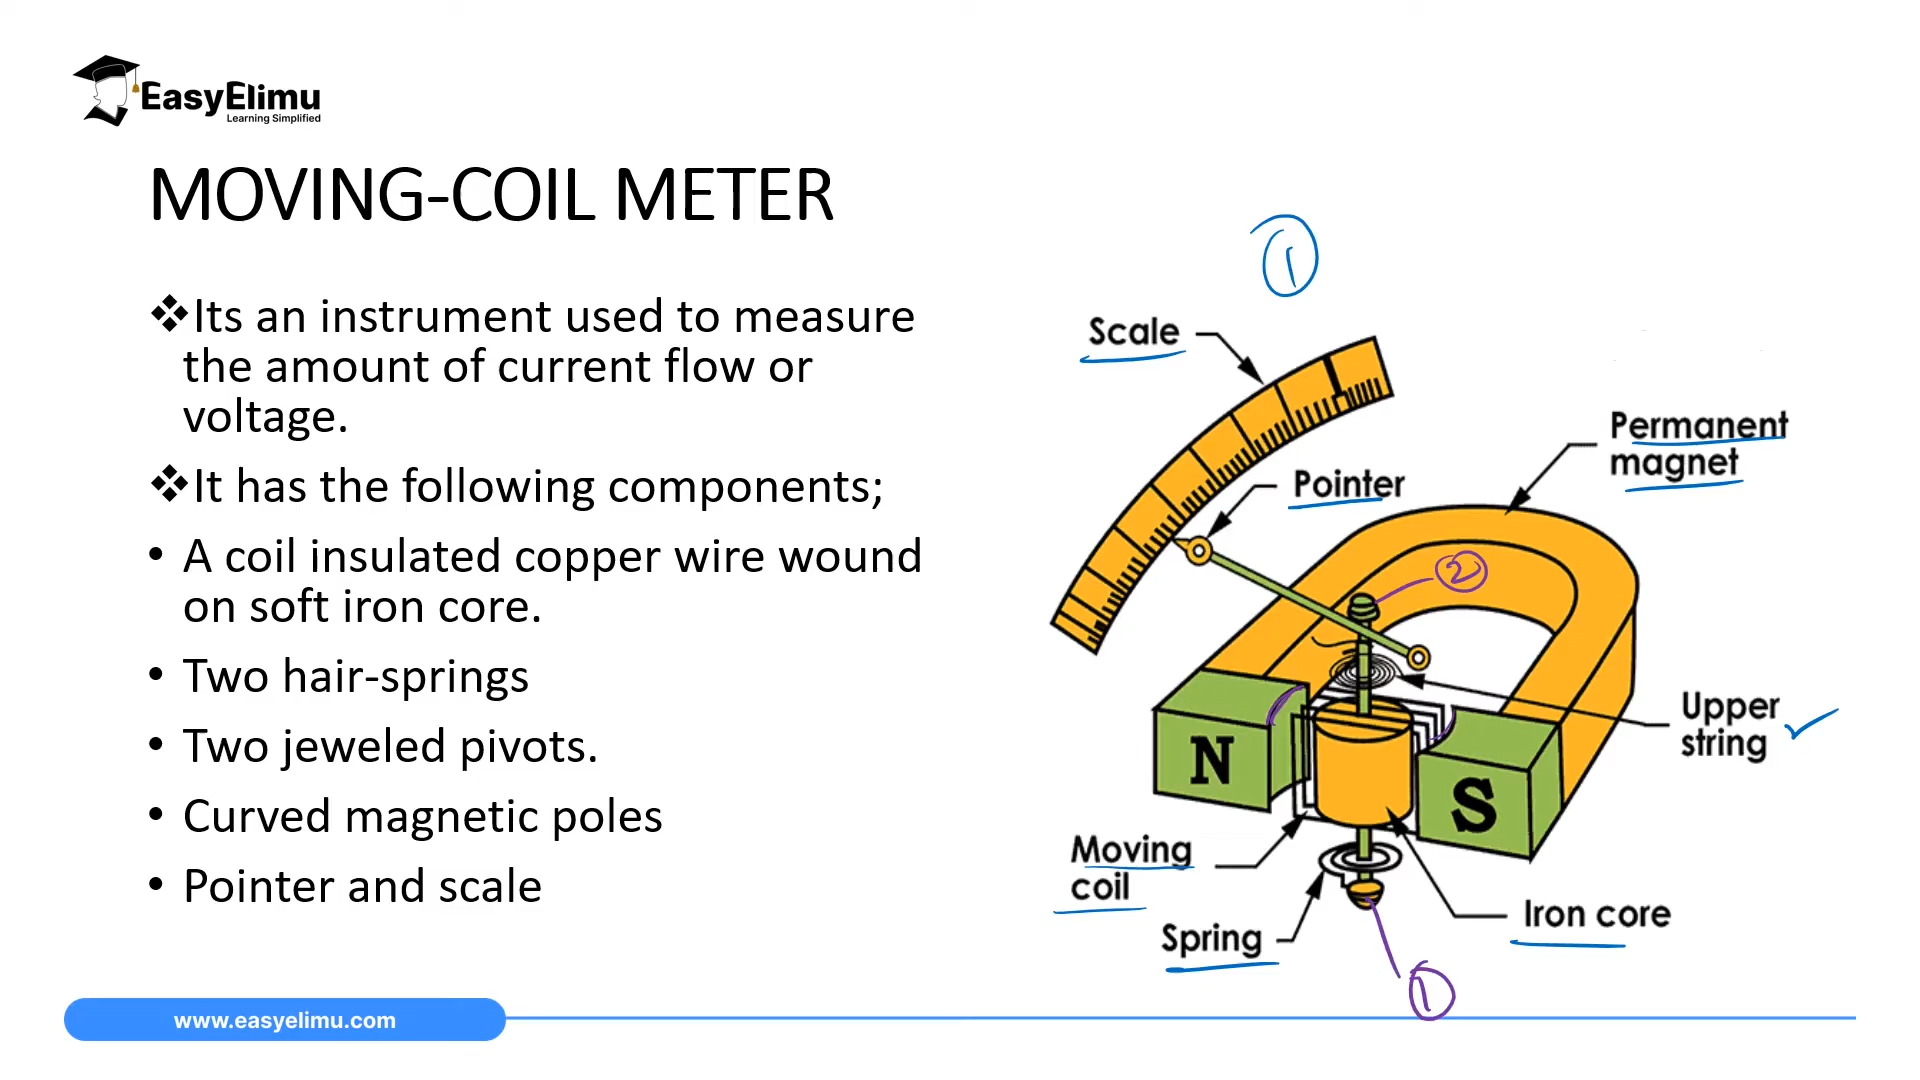 EasyElimu
Learning Simplified
MOVING-COIL METER
❖Its an instrument used to measure
the amount of current flow or
voltage.
❖It has the following components;
• A coil insulated copper wire wound
on soft iron core.
• Two hair-springs
• Two jeweled pivots.
• Curved magnetic poles
• Pointer and scale
1
Scale
Permanent
magnet
Pointer
2
Upper
string
N
S
Moving
coil
Iron core
Spring
1
www.easyelimu.com